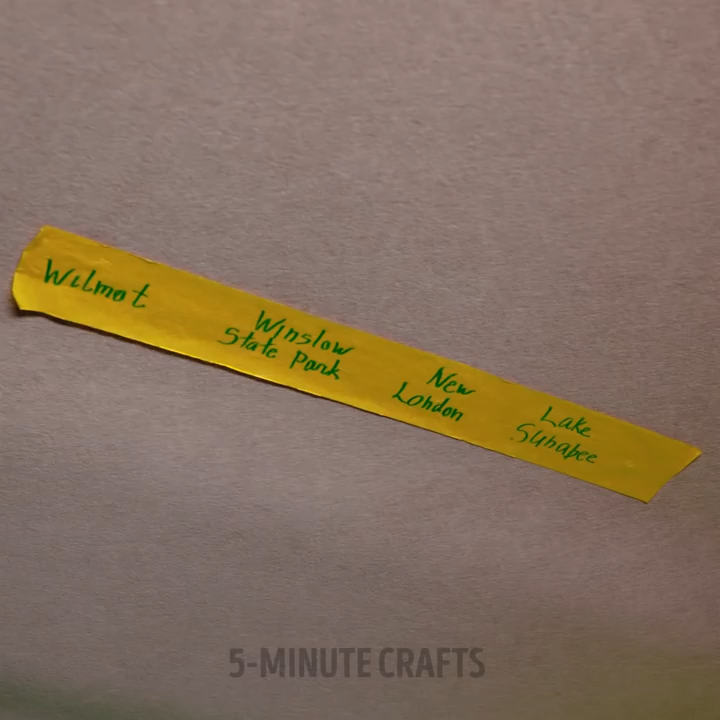 Wilmot
Winslow
State Park
New
London
Lake
Sunapee
5-MINUTE CRAFTS